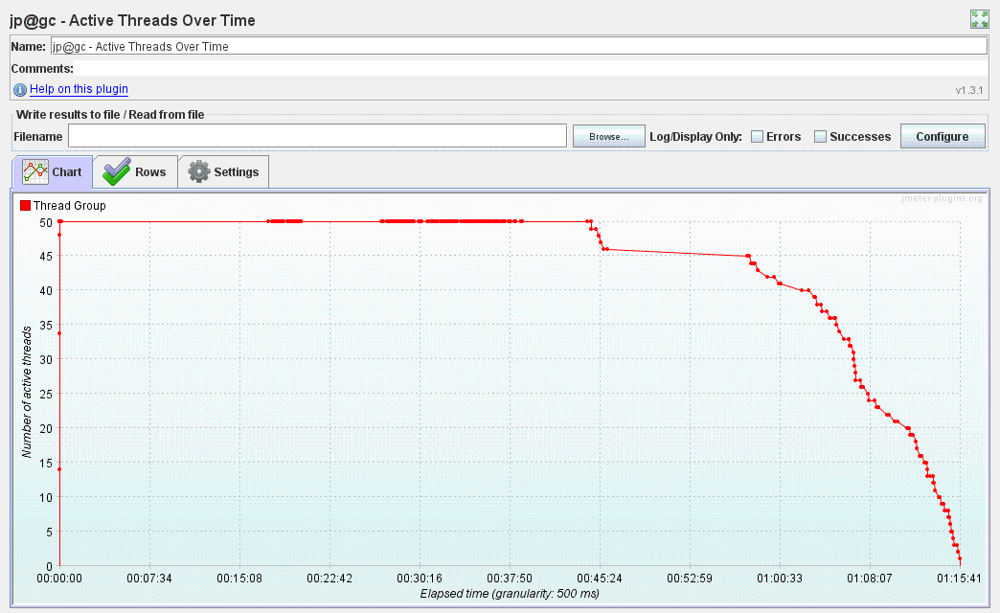 jp@gc - Active Threads Over Time
Name: jp@gc - Active Threads Over Time
Comments:
Help on this plugin
v1.3.1
Write results to file / Read from file
Filename Browse... Log/Display Only: Errors Successes Configure
Chart Rows Settings
Thread Group
jmeter-plugins.org
50
45
40
35
30
25
20
15
10
5
0
Number of active threads
00:00:00 00:07:34 00:15:08 00:22:42 00:30:16 00:37:50 00:45:24 00:52:59 01:00:33 01:08:07 01:15:41
Elapsed time (granularity: 500 ms)